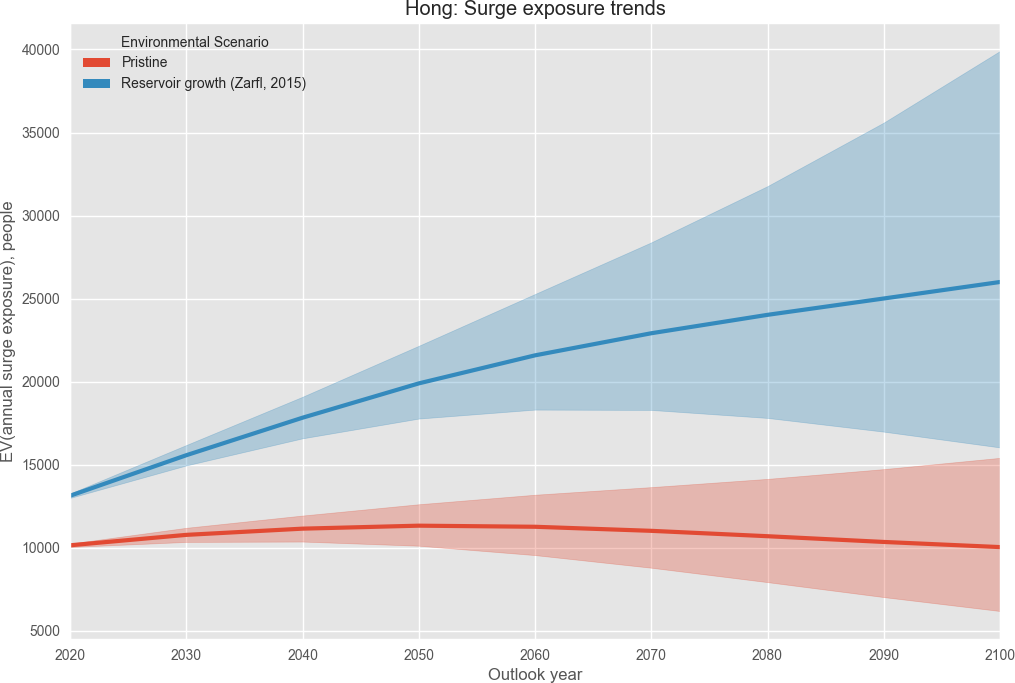 Hong: Surge exposure trends
Environmental Scenario
Pristine
Reservoir growth (Zarfl, 2015)
EV(annual surge exposure), people
40000
35000
30000
25000
20000
15000
10000
5000
2020 2030 2040 2050 2060 2070 2080 2090 2100
Outlook year